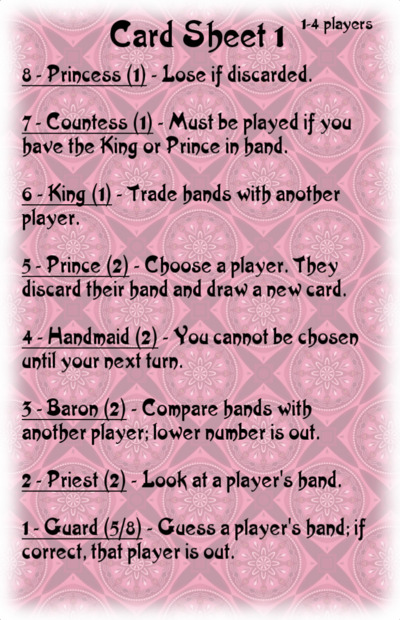 Card Sheet 1
1-4 players
8 - Princess (1) - Lose if discarded.
7 - Countess (1) - Must be played if you
have the King or Prince in hand.
6 - King (1) - Trade hands with another
player.
5 - Prince (2) - Choose a player. They
discard their hand and draw a new card.
4 - Handmaid (2) - You cannot be chosen
until your next turn.
3 - Baron (2) - Compare hands with
another player; lower number is out.
2 - Priest (2) - Look at a player's hand.
1 - Guard (5/8) - Guess a player's hand; if
correct, that player is out.